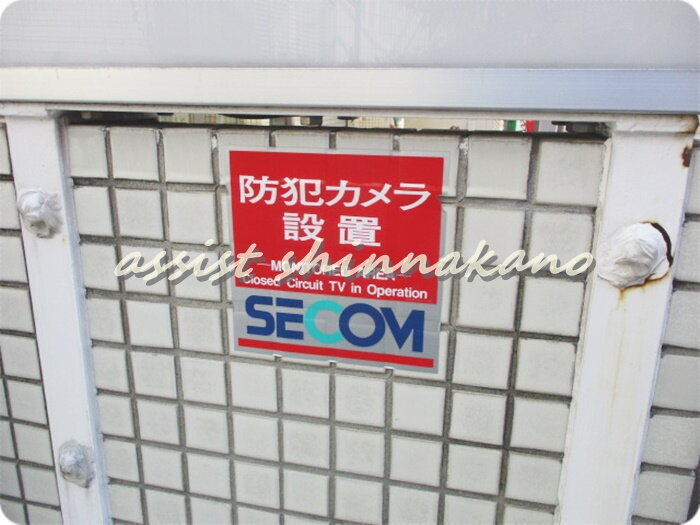 防犯カメラ
設置
assist shinnakano
Closed Circuit TV in Operation
SECOM